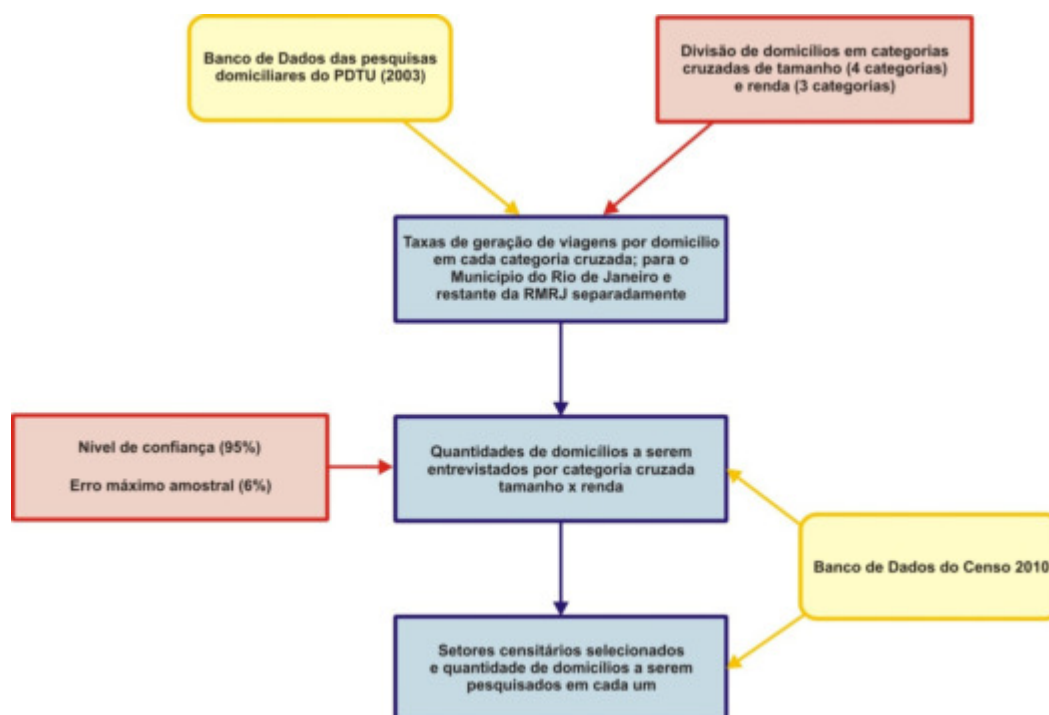 Banco de Dados das pesquisas
domiciliares do PDTU (2003)
Divisão de domicílios em categorias
cruzadas de tamanho (4 categorias)
e renda (3 categorias)
Taxas de geração de viagens por domicílio
em cada categoria cruzada; para o
Município do Rio de Janeiro e
restante da RMRJ separadamente
Nível de confiança (95%)
Erro máximo amostral (6%)
Quantidades de domicílios a serem
entrevistados por categoria cruzada
tamanho x renda
Banco de Dados do Censo 2010
Setores censitários selecionados
e quantidade de domicílios a serem
pesquisados em cada um